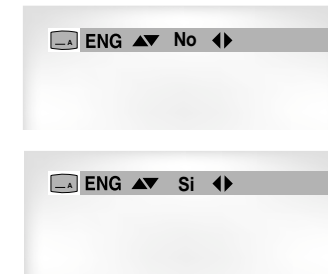 A ENG ▲▼ No ◀▶
A ENG ▲▼ Si ◀▶